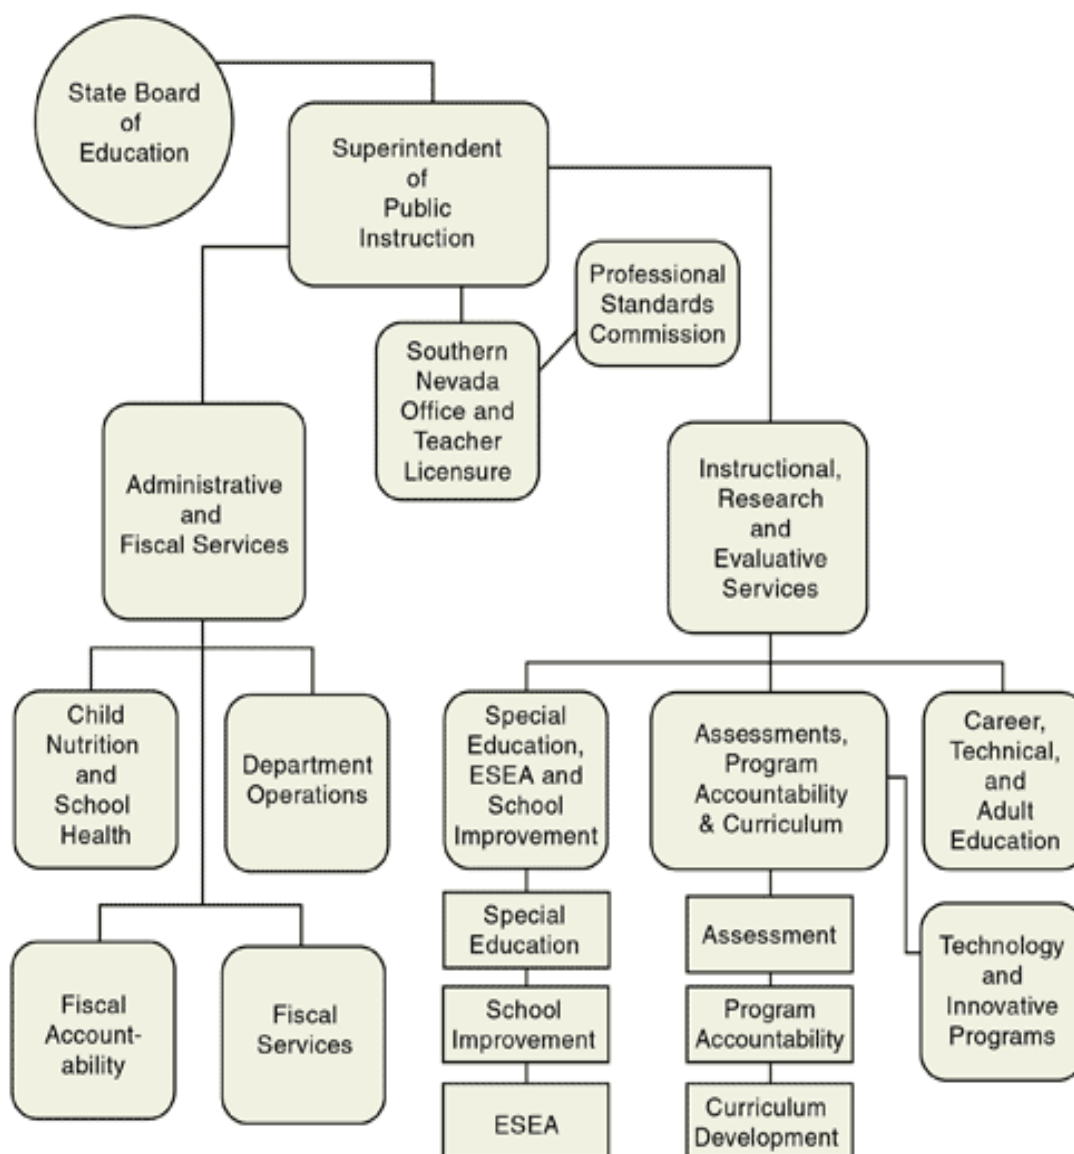 State Board
of
Education
Superintendent
of
Public
Instruction
Professional
Standards
Commission
Southern
Nevada
Office and
Teacher
Licensure
Administrative
and
Fiscal Services
Instructional,
Research
and
Evaluative
Services
Child
Nutrition
and
School
Health
Department
Operations
Special
Education,
ESEA and
School
Improvement
Assessments,
Program
Accountability
& Curriculum
Career,
Technical,
and
Adult
Education
Fiscal
Account-
ability
Fiscal
Services
Special
Education
School
Improvement
ESEA
Assessment
Program
Accountability
Curriculum
Development
Technology
and
Innovative
Programs